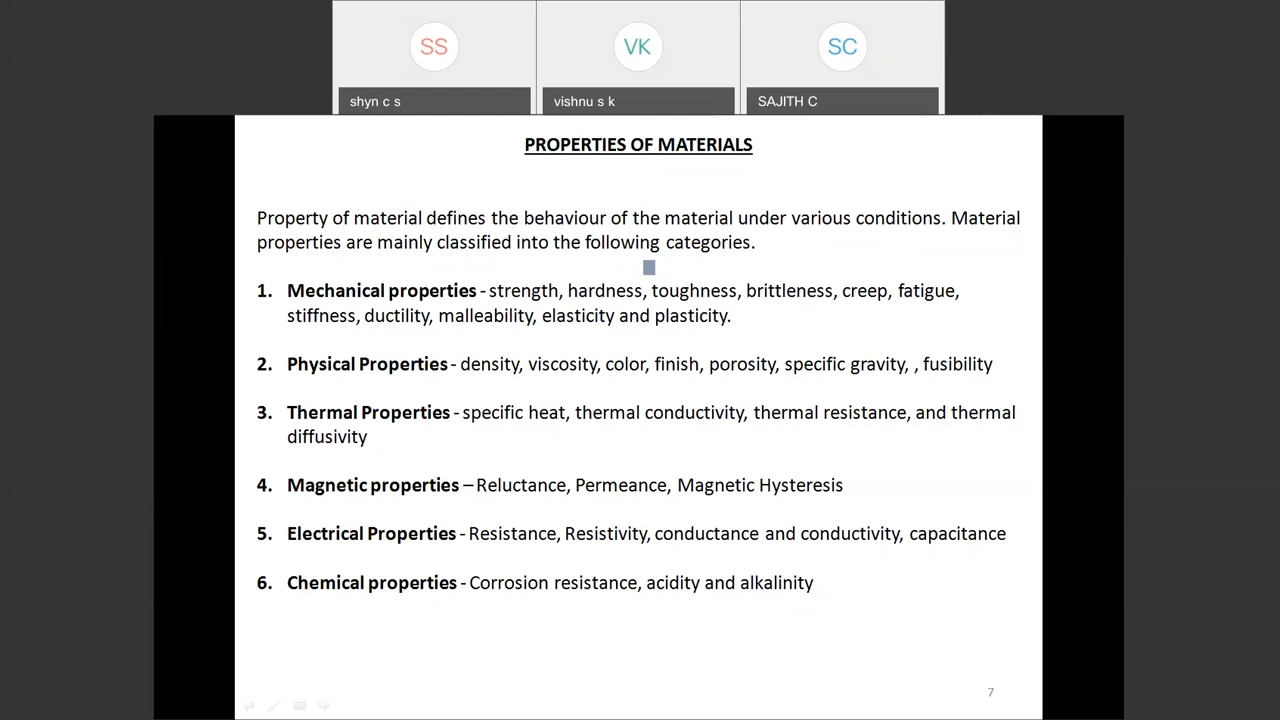 SS
VK
SC
shyn c s
vishnu s k
SAJITH C
PROPERTIES OF MATERIALS
Property of material defines the behaviour of the material under various conditions. Material
properties are mainly classified into the following categories.
1. Mechanical properties - strength, hardness, toughness, brittleness, creep, fatigue,
stiffness, ductility, malleability, elasticity and plasticity.
2. Physical Properties - density, viscosity, color, finish, porosity, specific gravity, , fusibility
3. Thermal Properties - specific heat, thermal conductivity, thermal resistance, and thermal
diffusivity
4. Magnetic properties – Reluctance, Permeance, Magnetic Hysteresis
5. Electrical Properties - Resistance, Resistivity, conductance and conductivity, capacitance
6. Chemical properties - Corrosion resistance, acidity and alkalinity
7